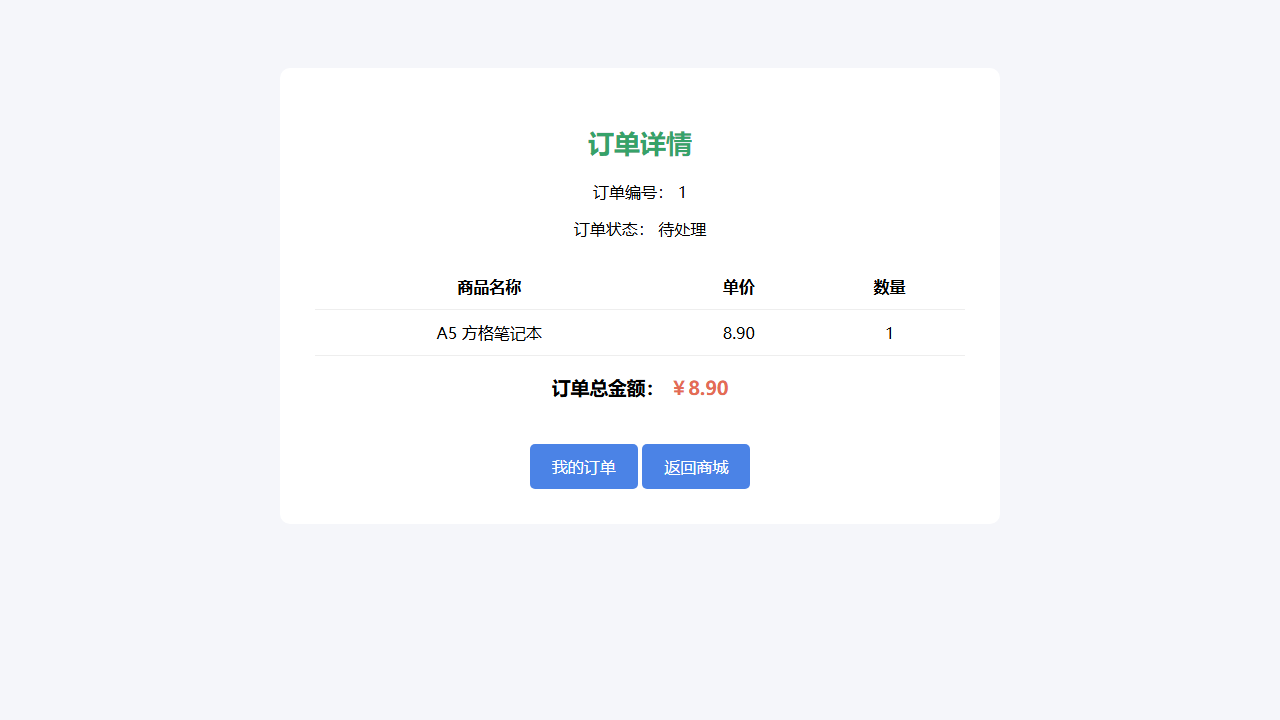 订单详情
订单编号： 1
订单状态： 待处理
商品名称 单价 数量
A5 方格笔记本 8.90 1
订单总金额： ￥8.90
我的订单 返回商城